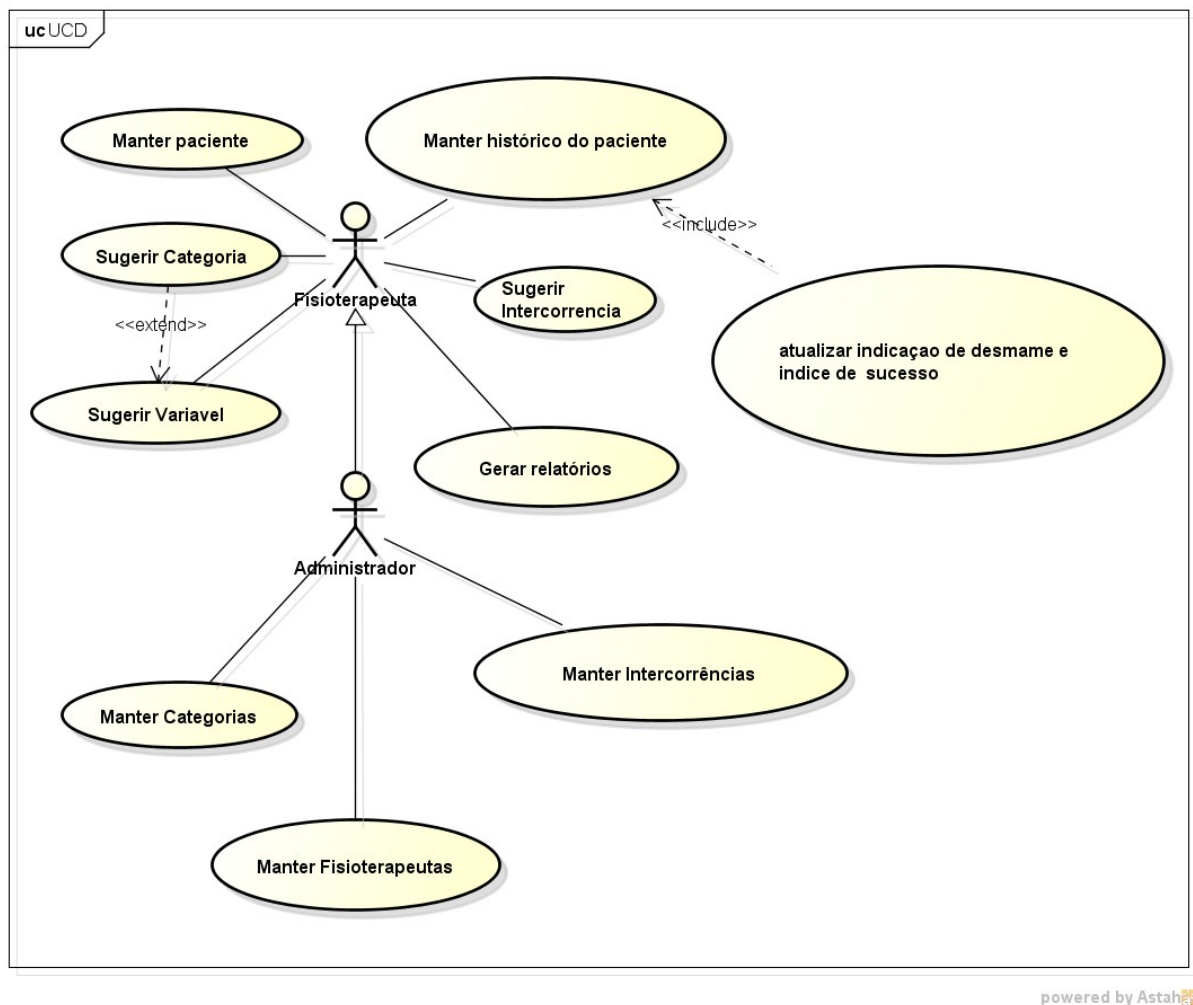 uc UCD
Manter paciente
Manter histórico do paciente
<<include>>
Sugerir Categoria
Fisioterapeuta
Sugerir
Intercorrencia
<<extend>>
atualizar indicaçao de desmame e
indice de sucesso
Sugerir Variavel
Gerar relatórios
Administrador
Manter Intercorrências
Manter Categorias
Manter Fisioterapeutas
powered by Astah